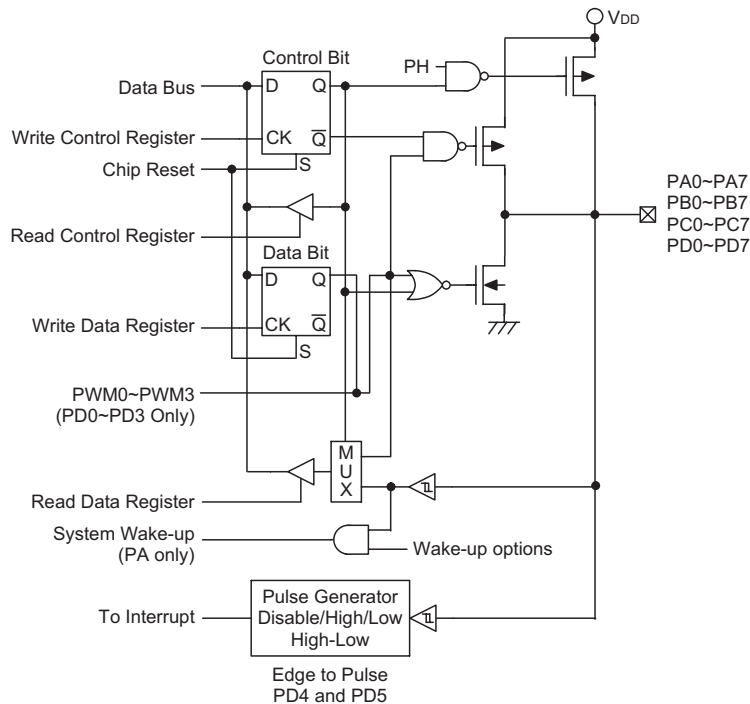 VDD
Control Bit
PH
Data Bus
D Q
Write Control Register
CK Q
Chip Reset
S
PA0~PA7
PB0~PB7
PC0~PC7
PD0~PD7
Read Control Register
Data Bit
D Q
Write Data Register
CK Q
S
PWM0~PWM3
(PD0~PD3 Only)
M
U
X
Read Data Register
System Wake-up
(PA only)
Wake-up options
To Interrupt
Pulse Generator
Disable/High/Low
High-Low
Edge to Pulse
PD4 and PD5